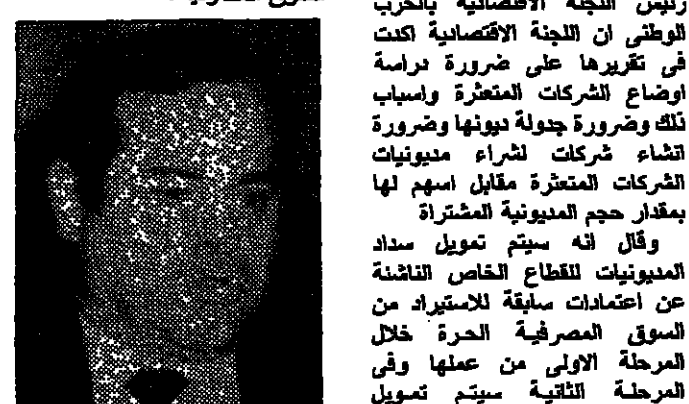 رئيس اللجنة الاقتصادية بالحزب
الوطنى ان اللجنة الاقتصادية اكدت
فى تقريرها على ضرورة دراسة
اوضاع الشركات المتعثرة واسباب
ذلك وضرورة جدولة ديونها وضرورة
انشاء شركات لشراء مديونيات
الشركات المتعثرة مقابل اسهم لها
بمقدار حجم المديونية المشتراة
وقال انه سيتم تمويل سداد
المديونيات للقطاع الخاص الناشئة
عن اعتمادات سابقة للاستيراد من
السوق المصرفية الحرة خلال
المرحلة الاولى من عملها وفى
المرحلة الثانية سيتم تمويل